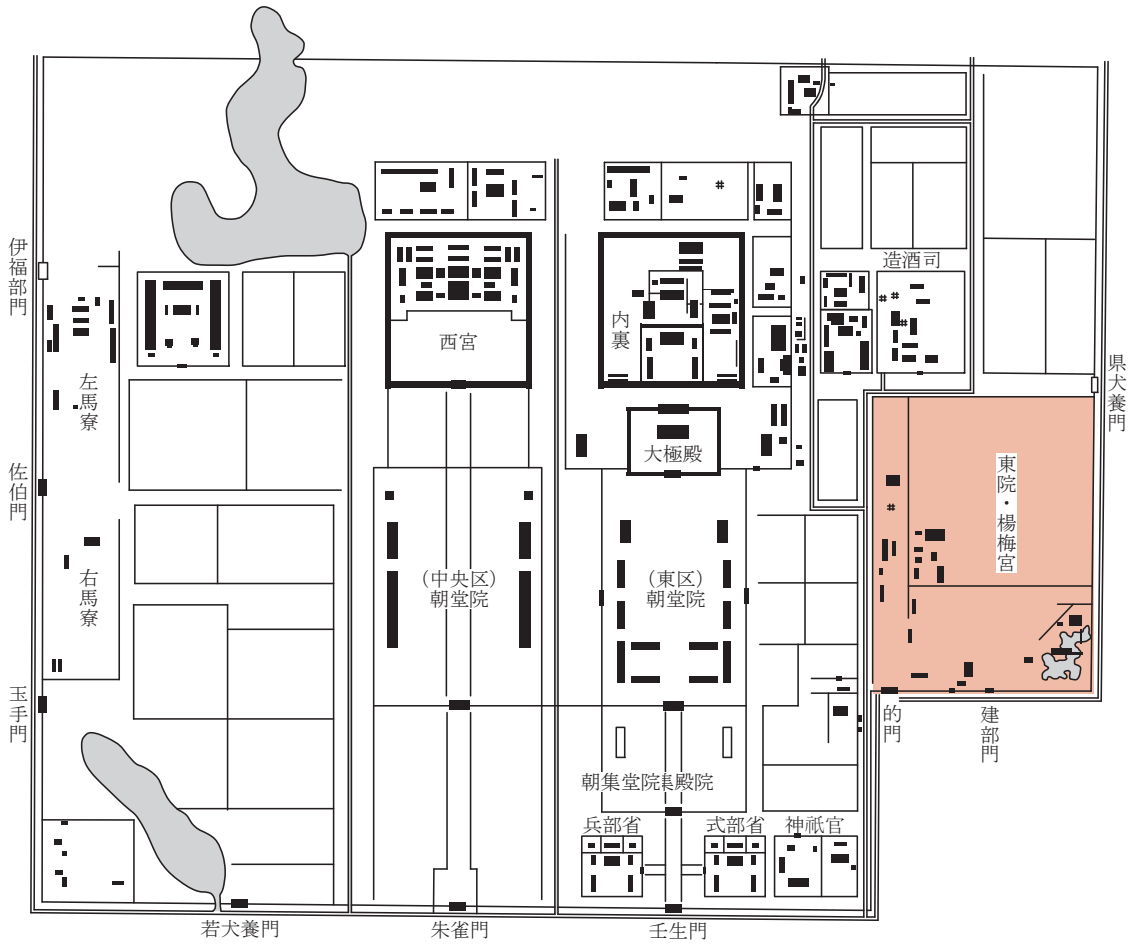 造酒司
伊福部門
西宮
内裏
県犬養門
左馬寮
大極殿
佐伯門
東院・楊梅宮
右馬寮
(中央区)
朝堂院
(東区)
朝堂院
玉手門
的門
建部門
朝集堂院集殿院
兵部省
式部省
神祇官
若犬養門
朱雀門
壬生門